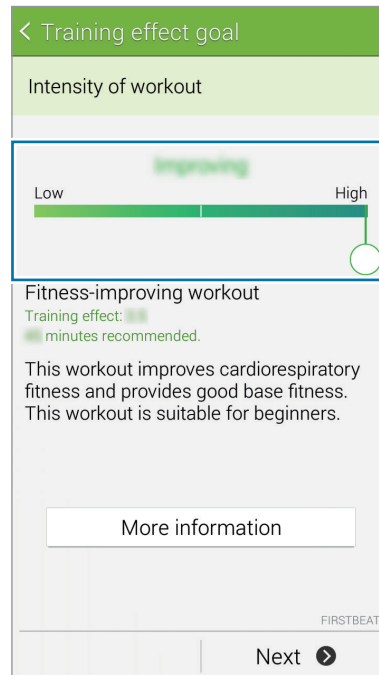 Training effect goal
Intensity of workout
Improving
Low High
Fitness-improving workout
Training effect:
minutes recommended.
This workout improves cardiorespiratory
fitness and provides good base fitness.
This workout is suitable for beginners.
More information
FIRSTBEAT
Next